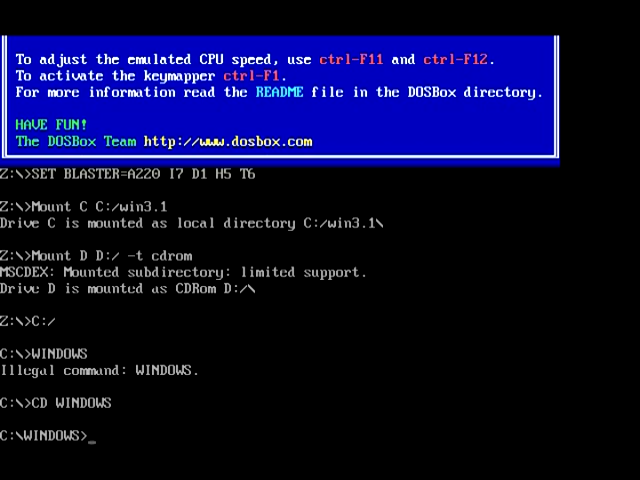 To adjust the emulated CPU speed, use ctrl-F11 and ctrl-F12.
To activate the keymapper ctrl-F1.
For more information read the README file in the DOSBox directory.
HAVE FUN!
The DOSBox Team http://www.dosbox.com
Z:\>SET BLASTER=A220 I7 D1 H5 T6
Z:\>Mount C C:/win3.1
Drive C is mounted as local directory C:/win3.1\
Z:\>Mount D D:/ -t cdrom
MSCDEX: Mounted subdirectory: limited support.
Drive D is mounted as CDRom D:/\
Z:\>C:/
C:\>WINDOWS
Illegal command: WINDOWS.
C:\>CD WINDOWS
C:\WINDOWS>_